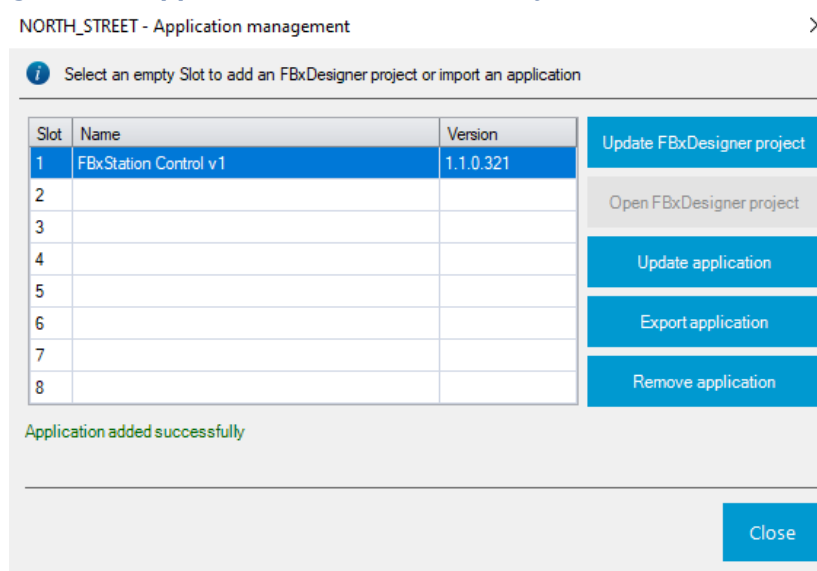 NORTH_STREET - Application management
Select an empty Slot to add an FBxDesigner project or import an application
Slot Name Version
1 FBxStation Control v1 1.1.0.321
2
3
4
5
6
7
8
Update FBxDesigner project
Open FBxDesigner project
Update application
Export application
Remove application
Application added successfully
Close